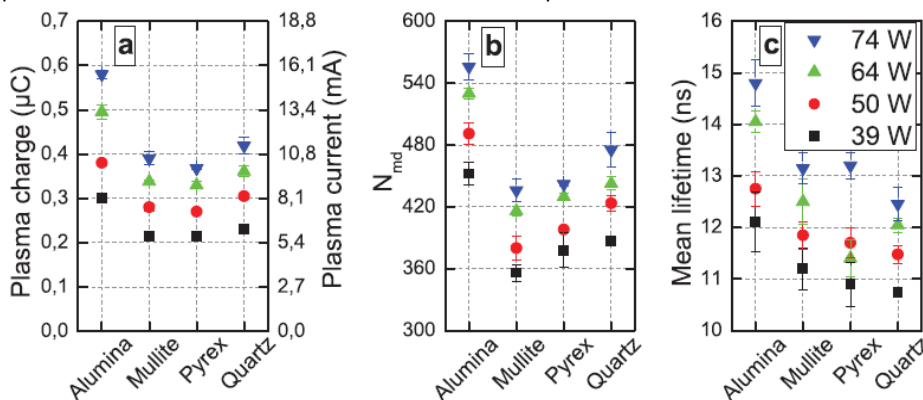 a
Plasma charge (µC)
0,7
0,6
0,5
0,4
0,3
0,2
0,1
0,0
18,8
16,1
13,4
10,8
8,1
5,4
2,7
0,0
Plasma current (mA)
Alumina
Mullite
Pyrex
Quartz
b
N_md
600
540
480
420
360
300
Alumina
Mullite
Pyrex
Quartz
c
Mean lifetime (ns)
16
15
14
13
12
11
10
74 W
64 W
50 W
39 W
Alumina
Mullite
Pyrex
Quartz